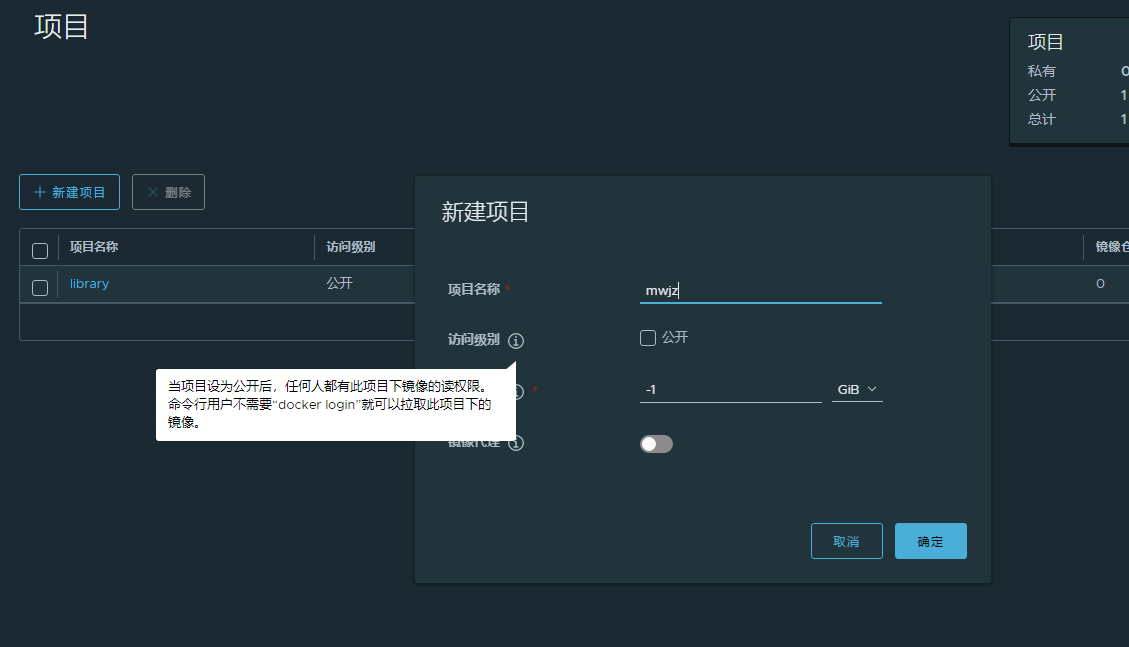 项目
项目
私有 0
公开 1
总计 1
新建项目 删除
项目名称 访问级别
library 公开 0
新建项目
项目名称 * mwjz
访问级别 公开
当项目设为公开后，任何人都有此项目下镜像的读权限。
命令行用户不需要“docker login”就可以拉取此项目下的
镜像。
* -1 GiB
镜像代理
取消 确定